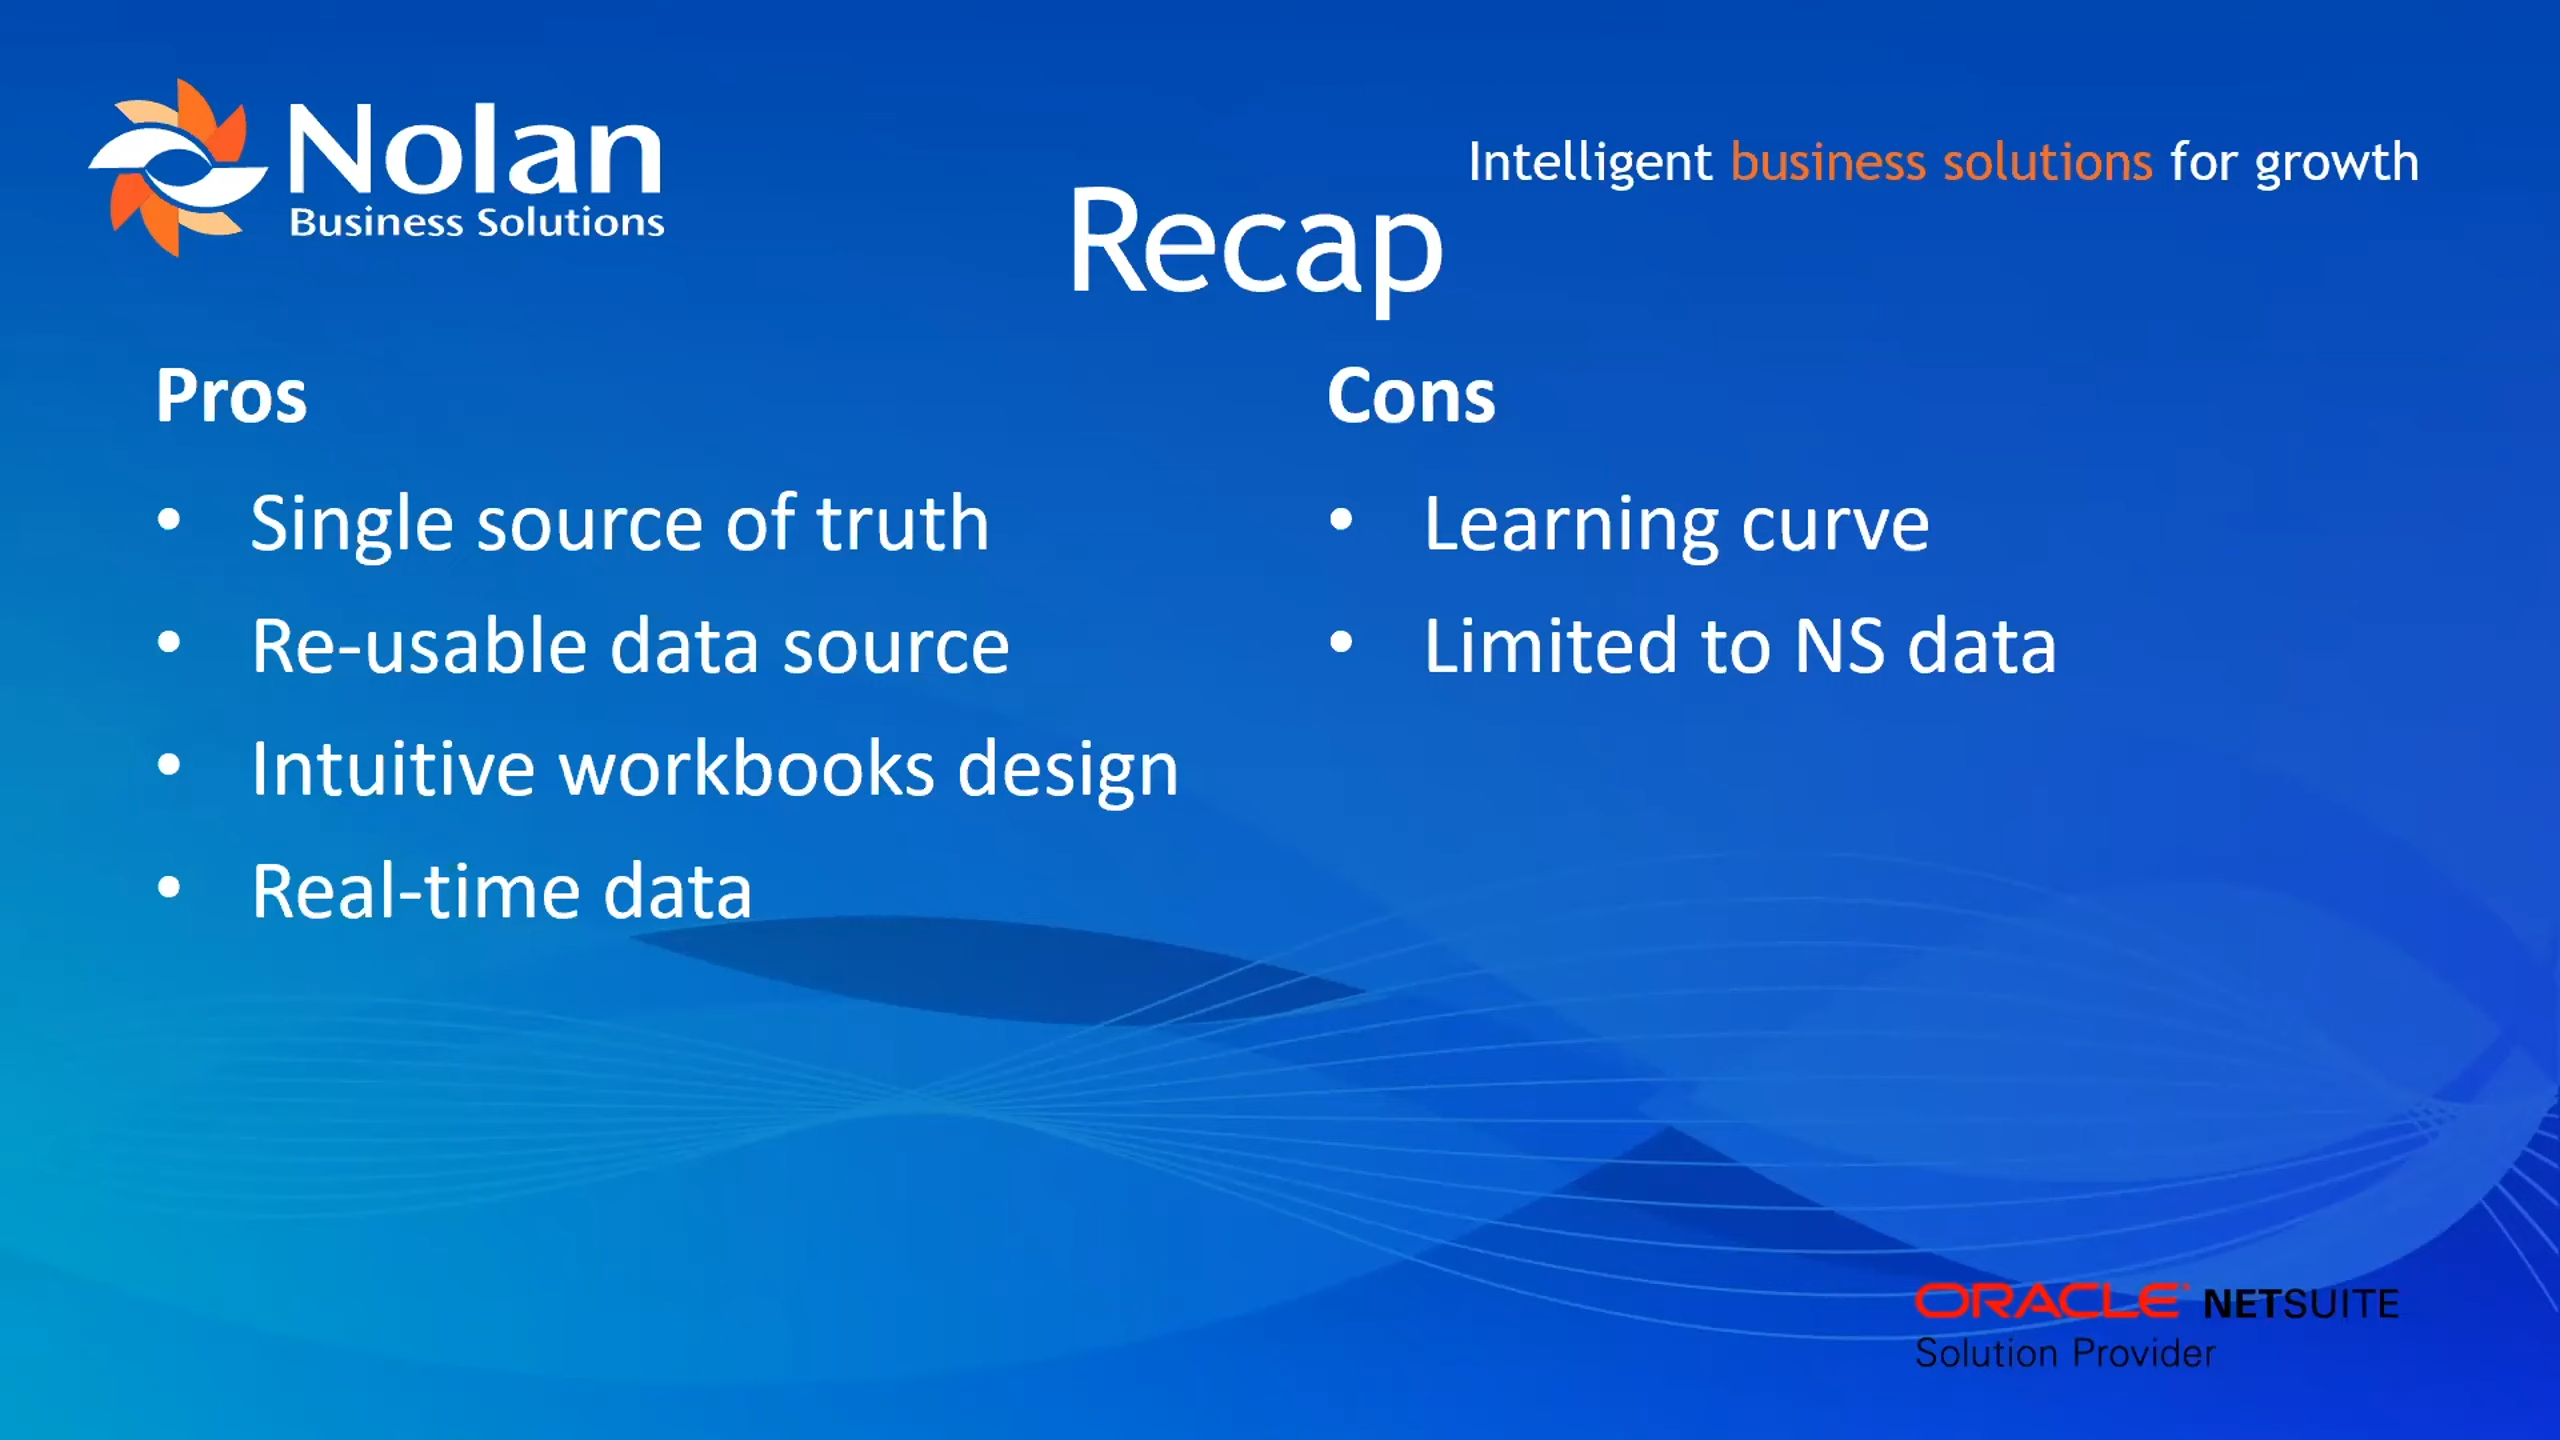 Nolan
Business Solutions
Intelligent business solutions for growth
Recap
Pros
• Single source of truth
• Re-usable data source
• Intuitive workbooks design
• Real-time data
Cons
• Learning curve
• Limited to NS data
ORACLE NETSUITE
Solution Provider